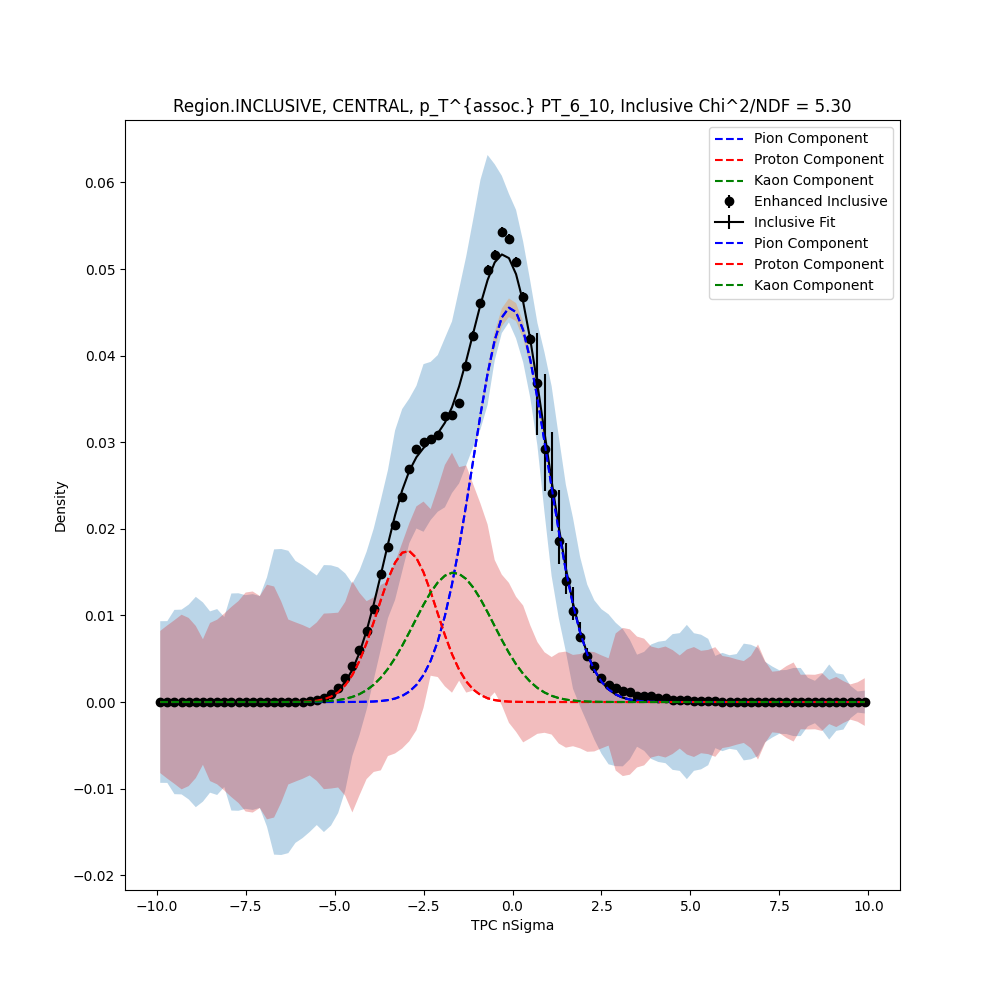 Region.INCLUSIVE, CENTRAL, p_T^{assoc.} PT_6_10, Inclusive Chi^2/NDF = 5.30
Pion Component
Proton Component
Kaon Component
Enhanced Inclusive
Inclusive Fit
Pion Component
Proton Component
Kaon Component
0.06
0.05
0.04
0.03
0.02
0.01
0.00
−0.01
−0.02
Density
−10.0 −7.5 −5.0 −2.5 0.0 2.5 5.0 7.5 10.0
TPC nSigma